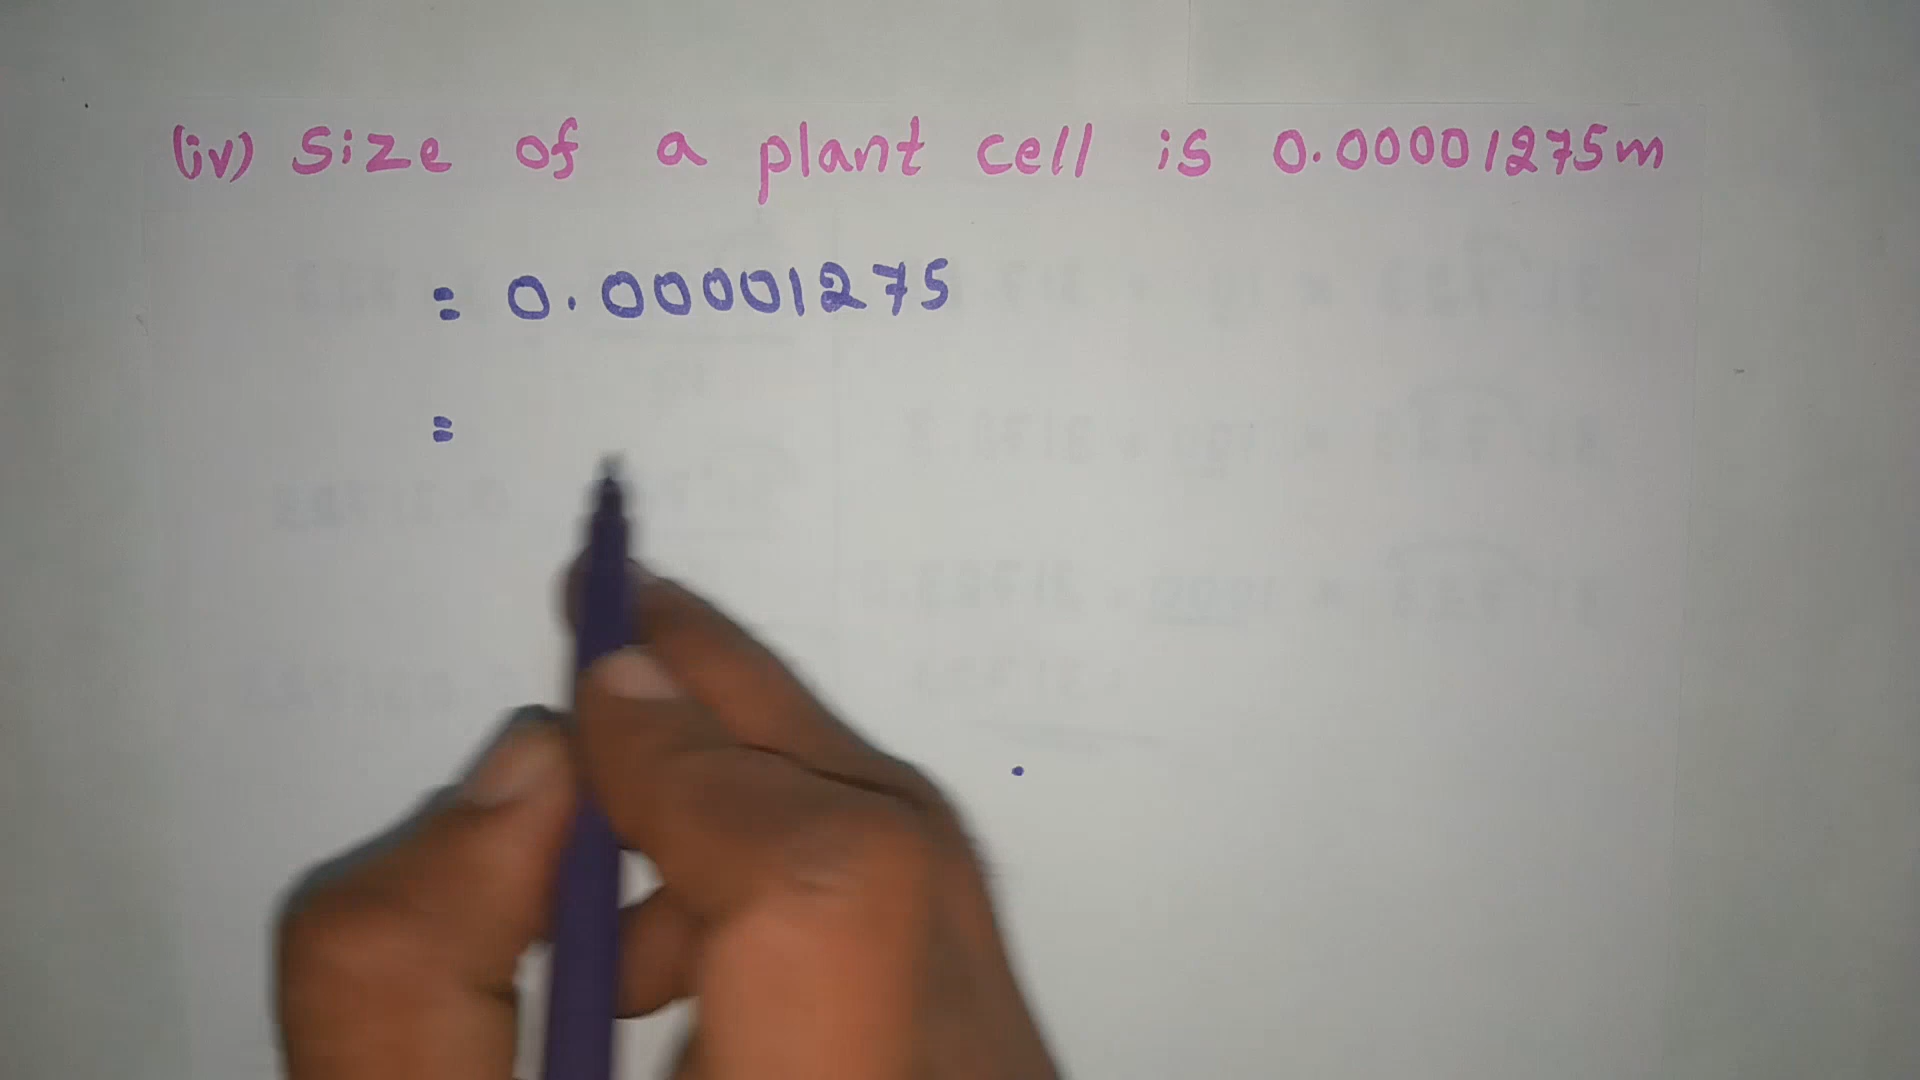 (iv) Size of a plant cell is 0.00001275m
= 0.00001275
=